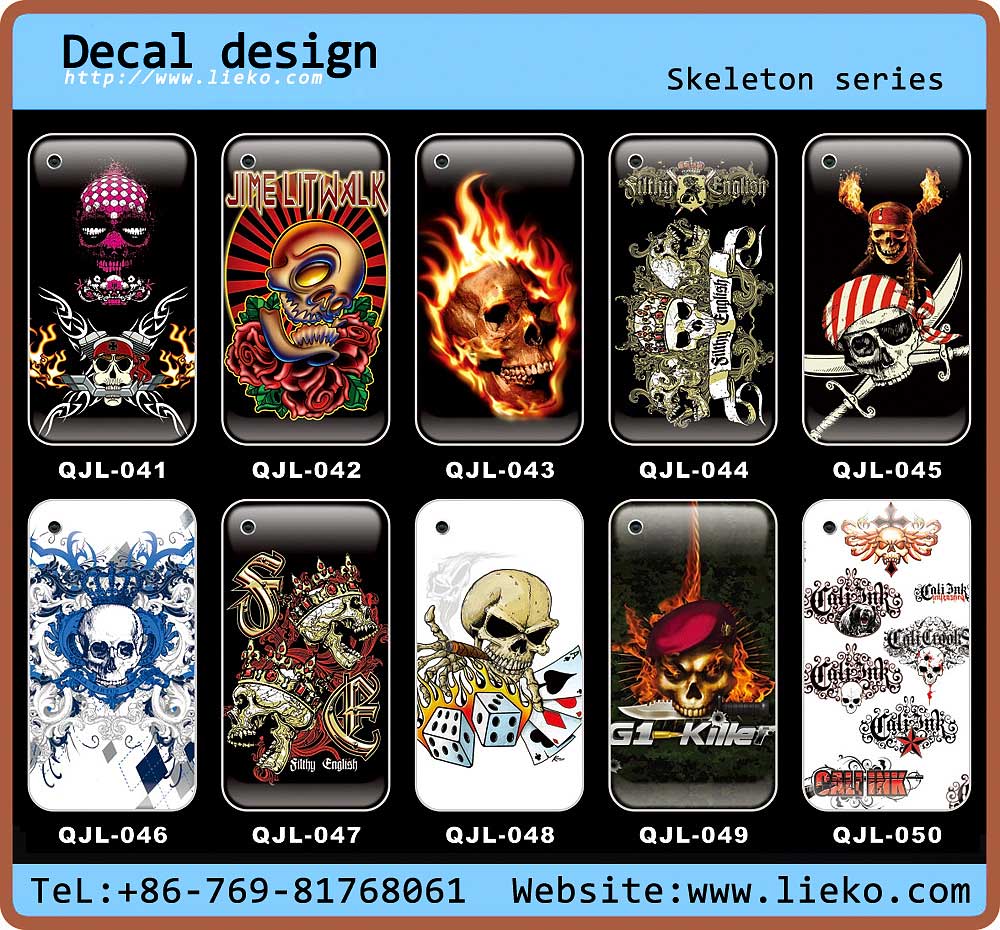 Decal design
http://www.lieko.com
Skeleton series
JIME LITWALK
Filthy English
Filthy English
QJL-041 QJL-042 QJL-043 QJL-044 QJL-045
F
E
Filthy English
G1 Killer
Cali Ink
Cali Ink
Cali Crooks
Cali Ink
Cali Ink
CALI INK
QJL-046 QJL-047 QJL-048 QJL-049 QJL-050
TeL:+86-769-81768061 Website:www.lieko.com